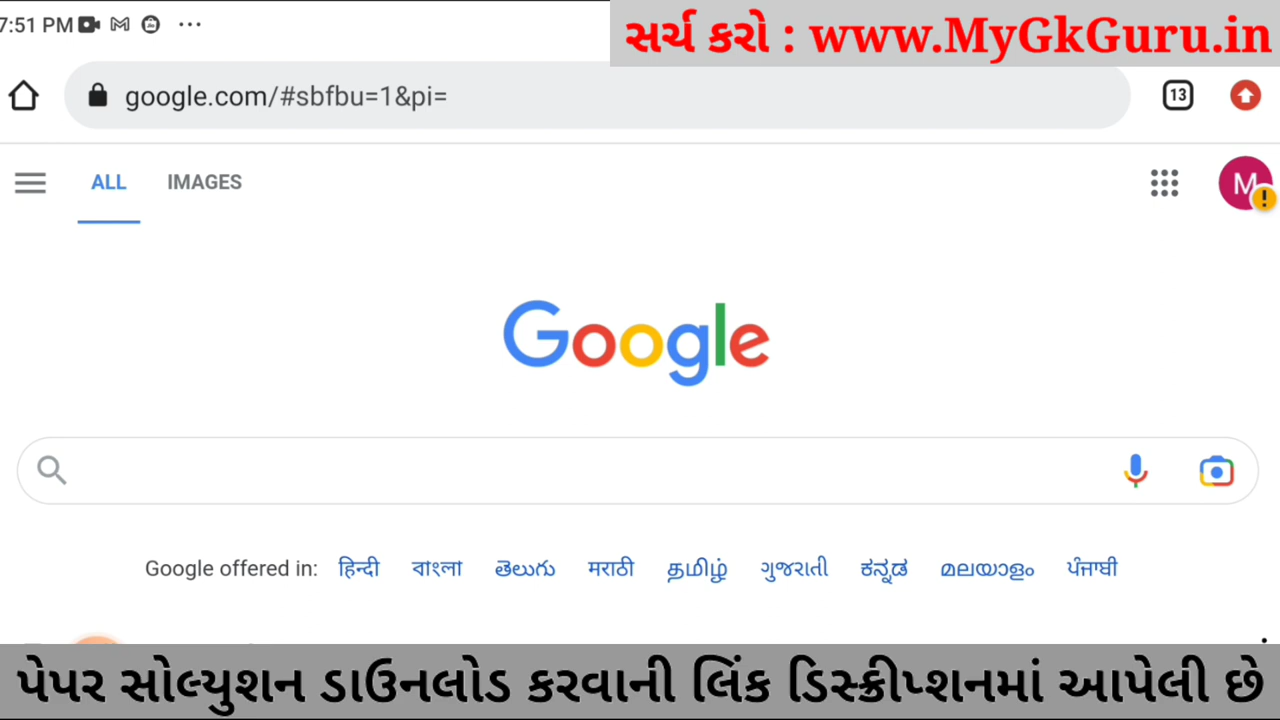 7:51 PM
સર્ચ કરો : www.MyGkGuru.in
google.com/#sbfbu=1&pi=
13
ALL IMAGES
M
!
Google
Google offered in: हिन्दी বাংলা తెలుగు मराठी தமிழ் ગુજરાતી ಕನ್ನಡ മലയാളം ਪੰਜਾਬੀ
પેપર સોલ્યુશન ડાઉનલોડ કરવાની લિંક ડિસ્ક્રીપ્શનમાં આપેલી છે